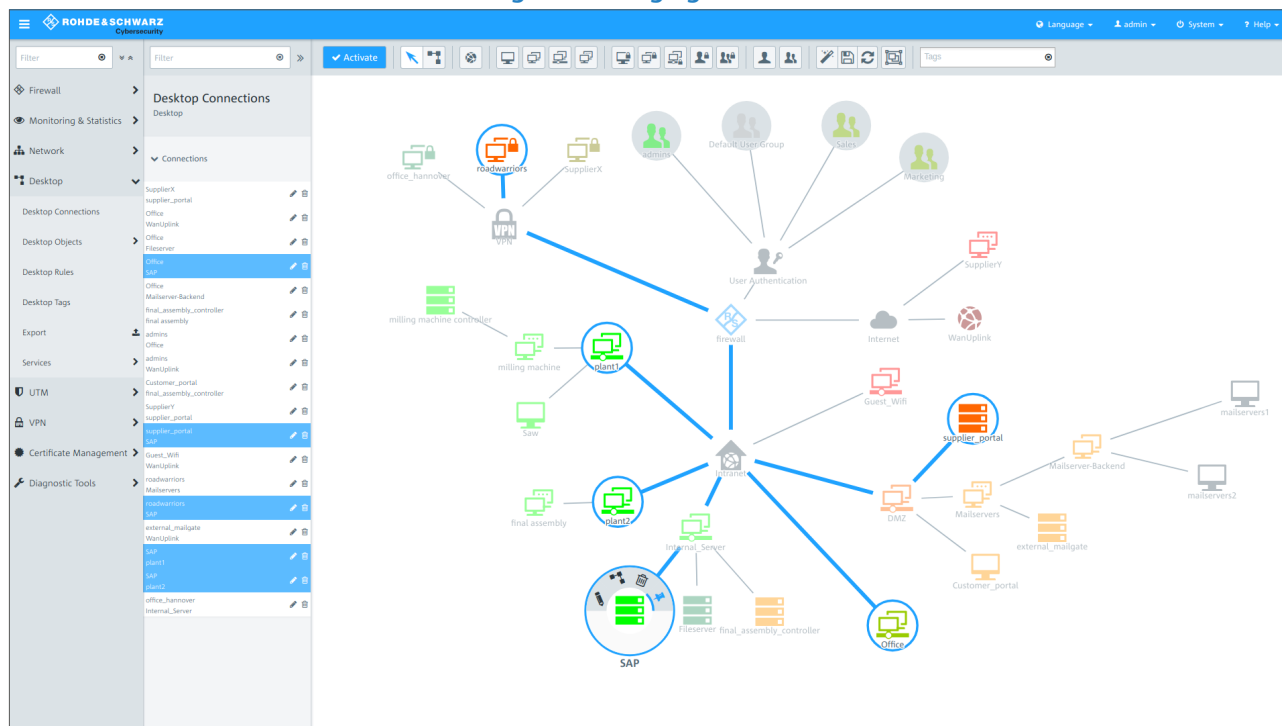 ROHDE&SCHWARZ
Cybersecurity
Language
admin
System
? Help
Filter
Filter
Activate
Tags
Firewall
Monitoring & Statistics
Network
Desktop
Desktop Connections
Desktop Objects
Desktop Rules
Desktop Tags
Export
Services
UTM
VPN
Certificate Management
Diagnostic Tools
Desktop Connections
Desktop
Connections
SupplierX
supplier_portal
Office
WanUplink
Office
Fileserver
Office
SAP
Office
Mailserver-Backend
final_assembly_controller
final assembly
admins
Office
admins
WanUplink
Customer_portal
final_assembly_controller
SupplierY
supplier_portal
supplier_portal
SAP
Guest_Wifi
WanUplink
roadwarriors
Mailservers
roadwarriors
SAP
external_mailgate
WanUplink
SAP
plant1
SAP
plant2
office_hannover
Internal_Server
office_hannover
roadwarriors
SupplierX
admins
Default User Group
Sales
Marketing
VPN
VPN
User Authentication
SupplierY
milling machine controller
firewall
Internet
WanUplink
milling machine
plant1
Guest_Wifi
Saw
supplier_portal
mailservers1
Intranet
Mailserver-Backend
mailservers2
final assembly
plant2
DMZ
Mailservers
Internal_Server
external_mailgate
Customer_portal
Fileserver
final_assembly_controller
Office
SAP